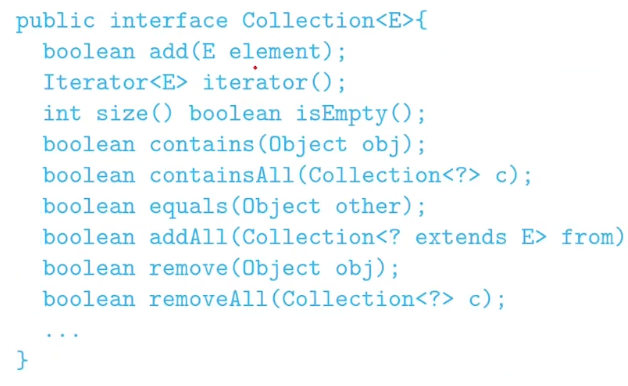 public interface Collection<E>{
boolean add(E element);
Iterator<E> iterator();
int size() boolean isEmpty();
boolean contains(Object obj);
boolean containsAll(Collection<?> c);
boolean equals(Object other);
boolean addAll(Collection<? extends E> from)
boolean remove(Object obj);
boolean removeAll(Collection<?> c);
...
}